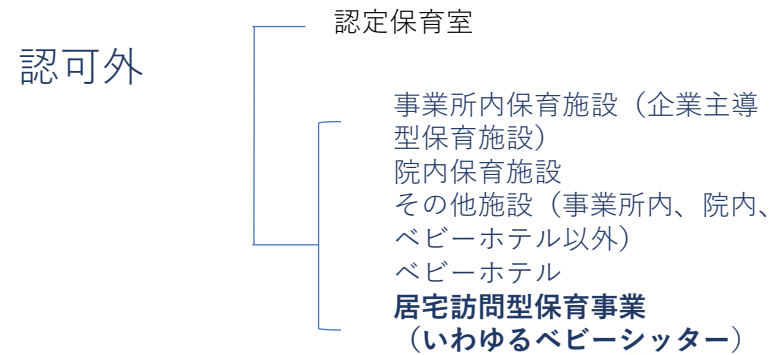 認定保育室
認可外
事業所内保育施設（企業主導
型保育施設）
院内保育施設
その他施設（事業所内、院内、
ベビーホテル以外）
ベビーホテル
居宅訪問型保育事業
（いわゆるベビーシッター）